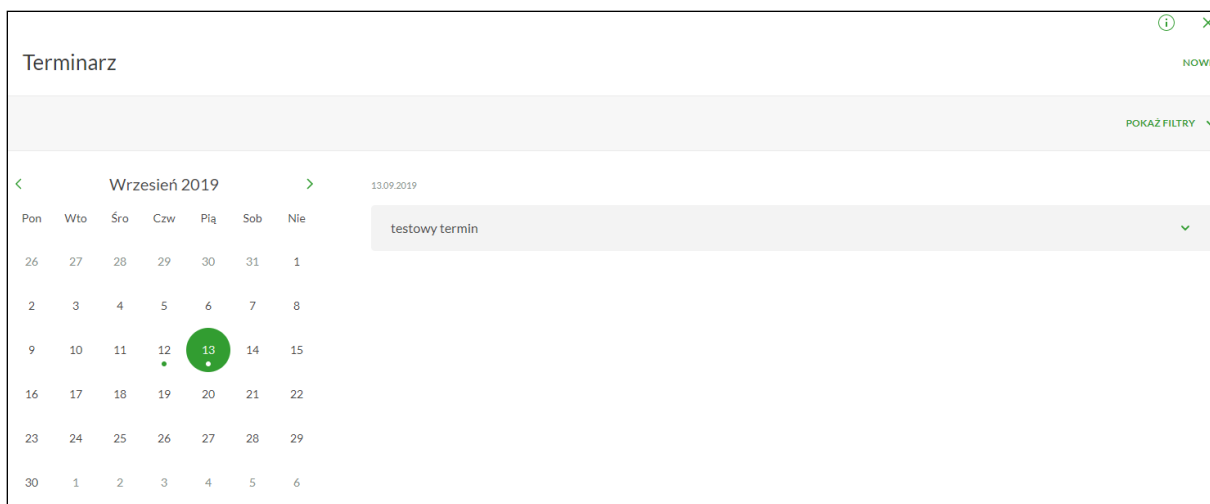 Terminarz
NOWE
POKAŻ FILTRY
Wrzesień 2019
Pon Wto Śro Czw Pią Sob Nie
26 27 28 29 30 31 1
2 3 4 5 6 7 8
9 10 11 12 13 14 15
16 17 18 19 20 21 22
23 24 25 26 27 28 29
30 1 2 3 4 5 6
13.09.2019
testowy termin